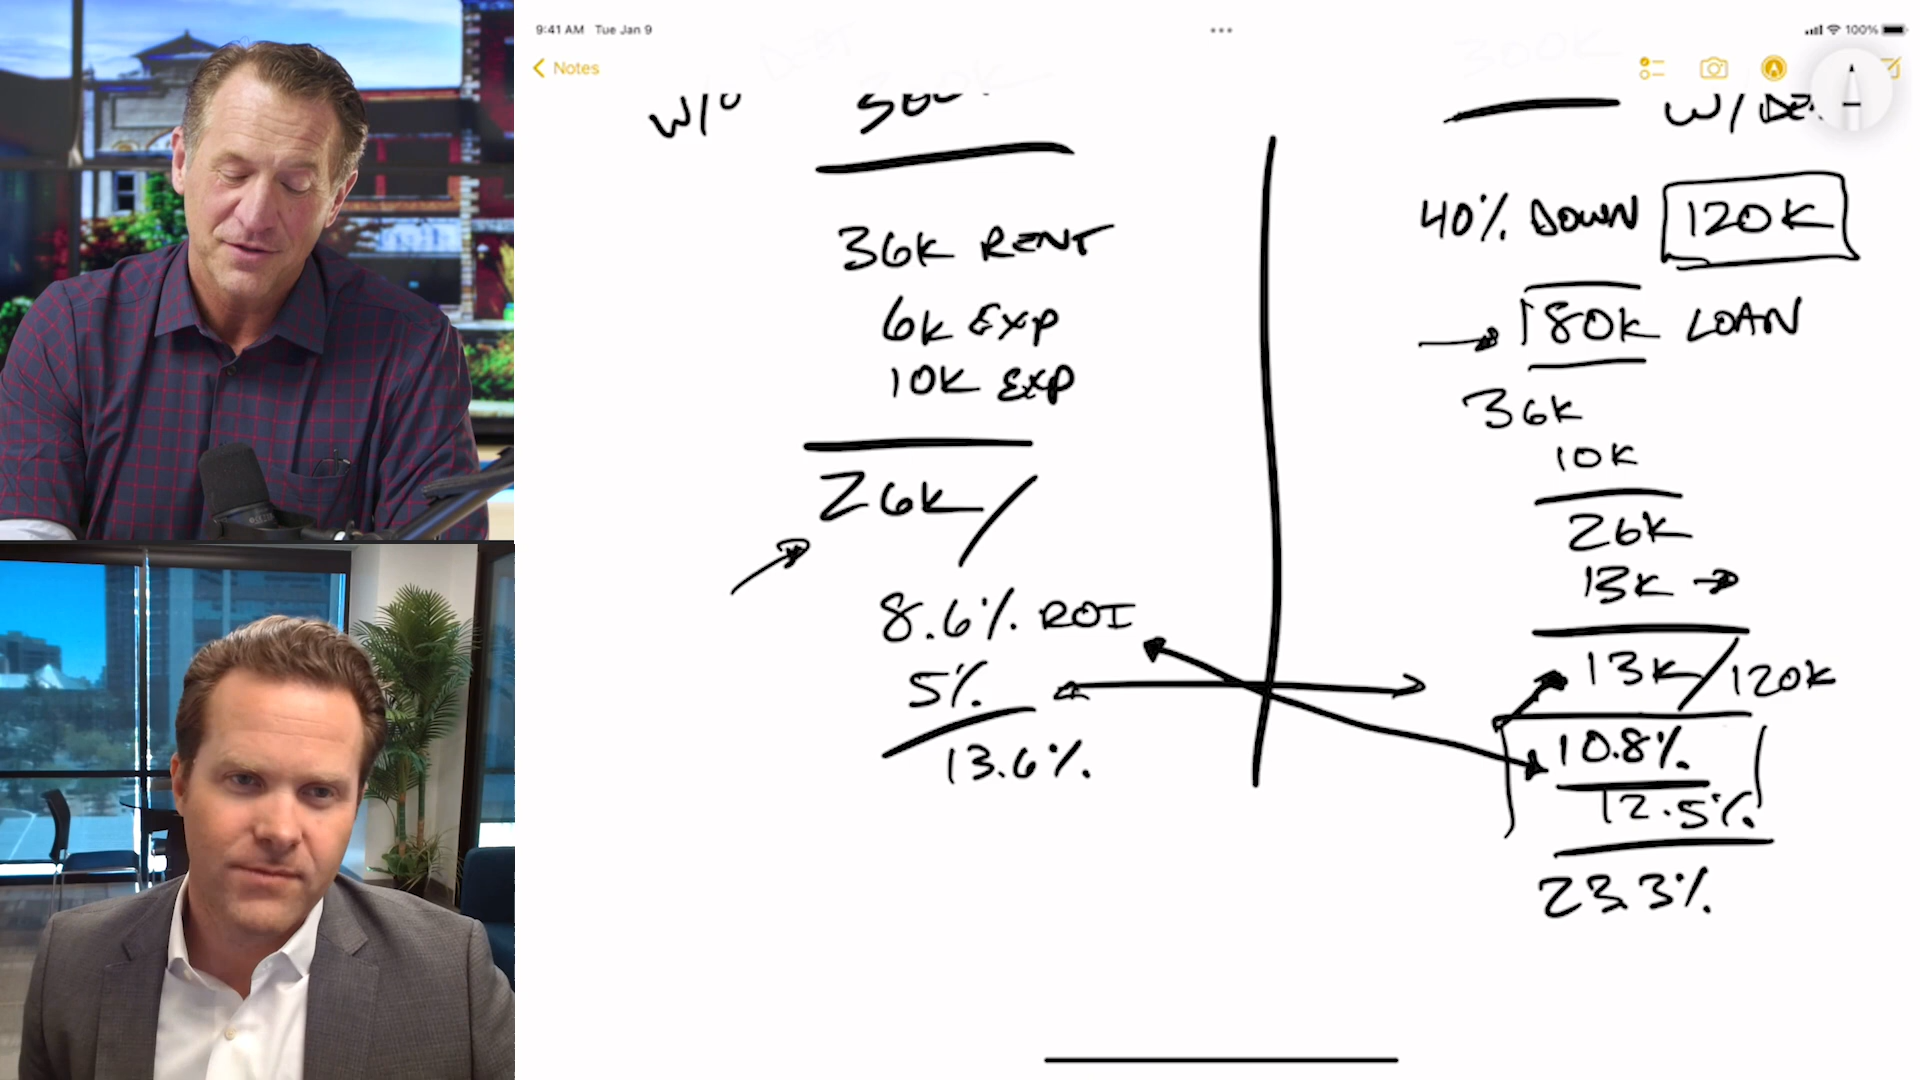 9:41 AM Tue Jan 9
100%
Notes
W/O
300K
36K RENT
6K EXP
10K EXP
26K /
8.6% ROI
5%
13.6%
W/
40% DOWN 120K
180K LOAN
36K
10K
26K
13K →
13K / 120K
10.8%
12.5%
23.3%